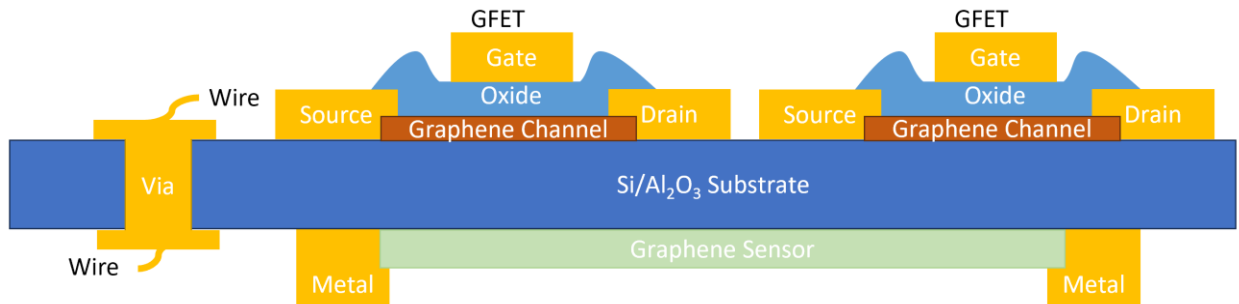 GFET
GFET
Gate
Gate
Wire
Oxide
Oxide
Source
Drain
Source
Drain
Graphene Channel
Graphene Channel
Via
Si/Al₂O₃ Substrate
Graphene Sensor
Wire
Metal
Metal